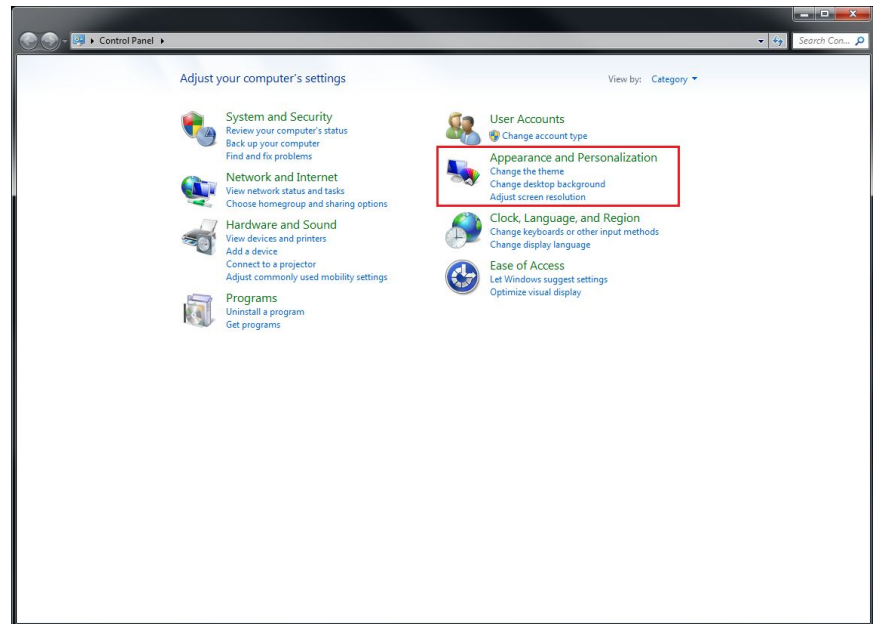 Control Panel
Search Con...
Adjust your computer's settings
View by: Category
System and Security
Review your computer's status
Back up your computer
Find and fix problems
Network and Internet
View network status and tasks
Choose homegroup and sharing options
Hardware and Sound
View devices and printers
Add a device
Connect to a projector
Adjust commonly used mobility settings
Programs
Uninstall a program
Get programs
User Accounts
Change account type
Appearance and Personalization
Change the theme
Change desktop background
Adjust screen resolution
Clock, Language, and Region
Change keyboards or other input methods
Change display language
Ease of Access
Let Windows suggest settings
Optimize visual display